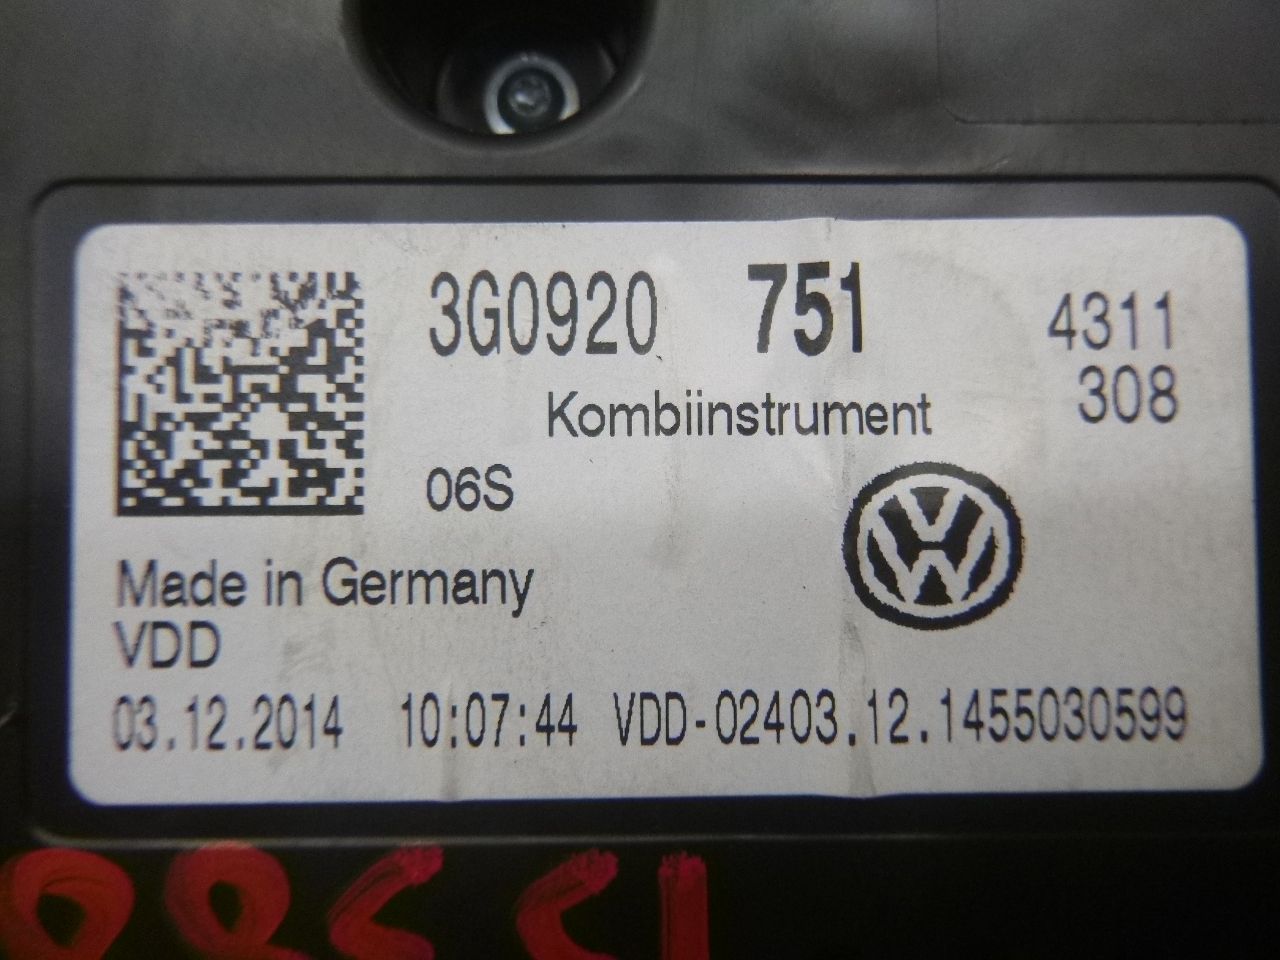 3G0920 751 4311
308
Kombiinstrument
06S
Made in Germany
VDD
03.12.2014 10:07:44 VDD-02403.12.1455030599